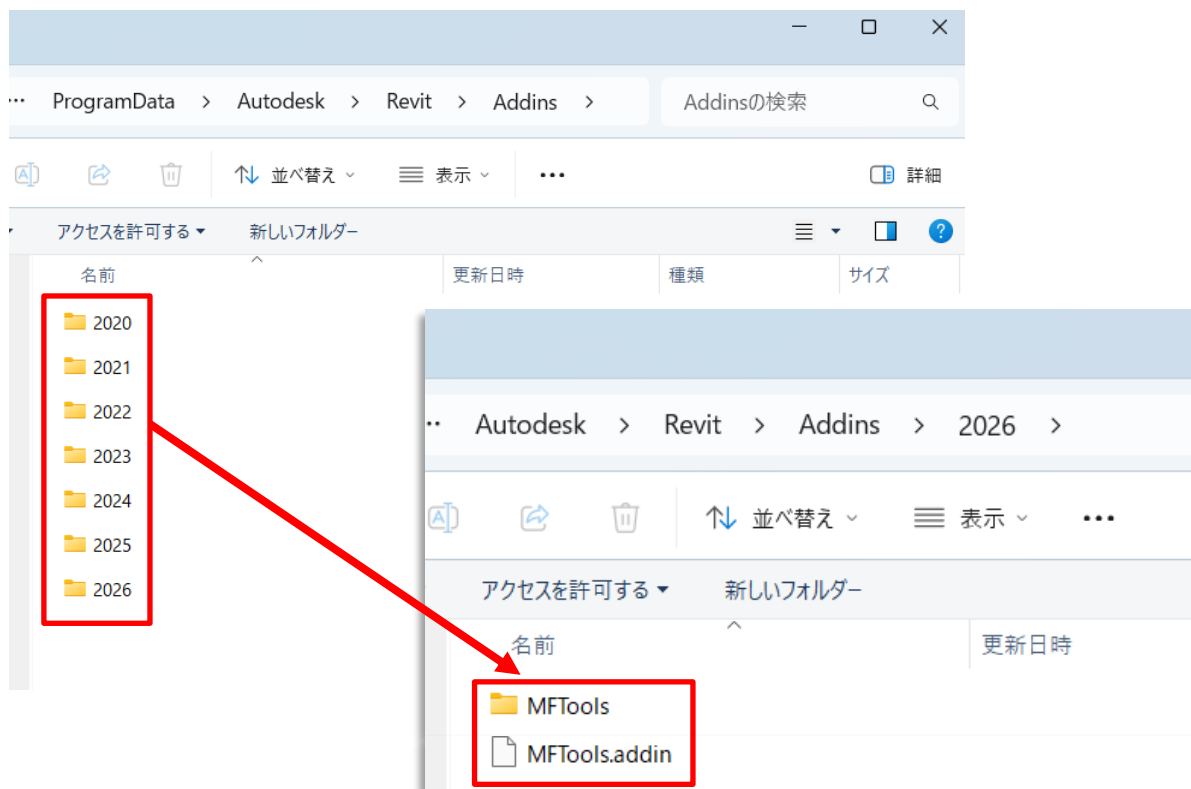 … ProgramData > Autodesk > Revit > Addins > Addinsの検索
並べ替え 表示 … 詳細
アクセスを許可する 新しいフォルダー
名前 更新日時 種類 サイズ
2020
2021
2022
2023
2024
2025
2026
Autodesk > Revit > Addins > 2026 >
並べ替え 表示 …
アクセスを許可する 新しいフォルダー
名前 更新日時
MFTools
MFTools.addin